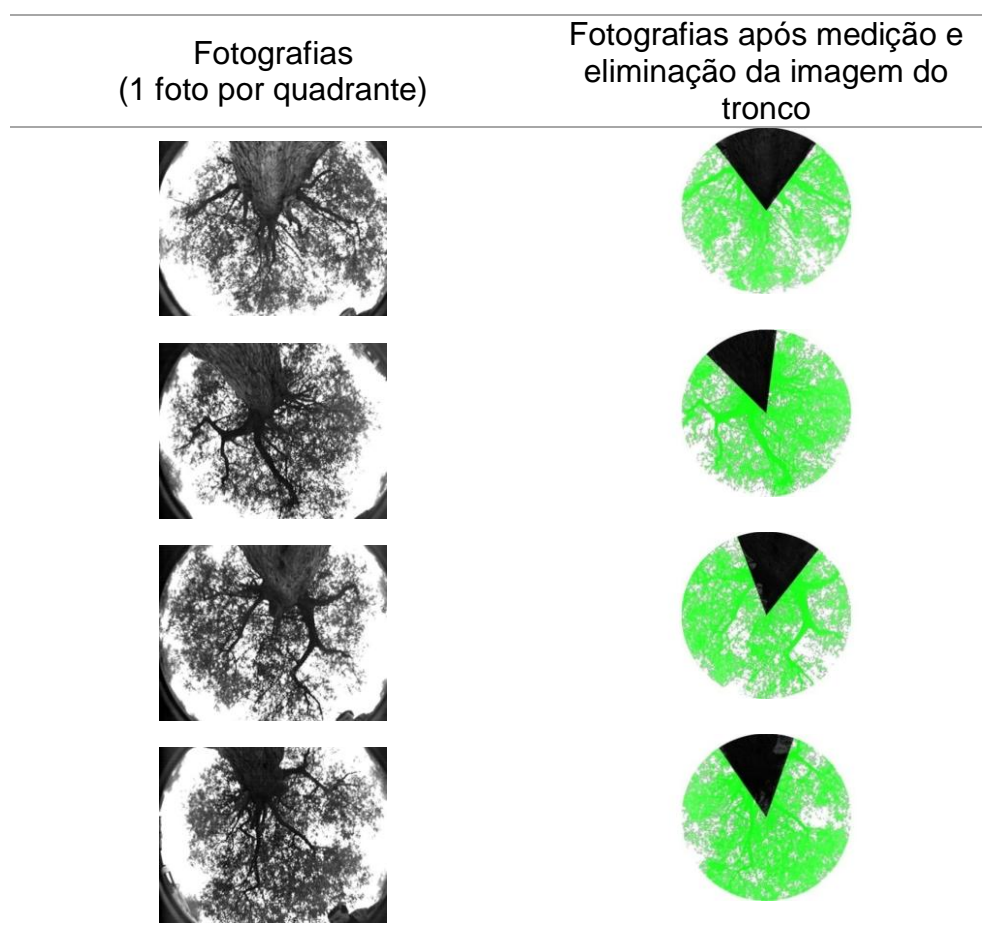 Fotografias
(1 foto por quadrante)
Fotografias após medição e
eliminação da imagem do
tronco